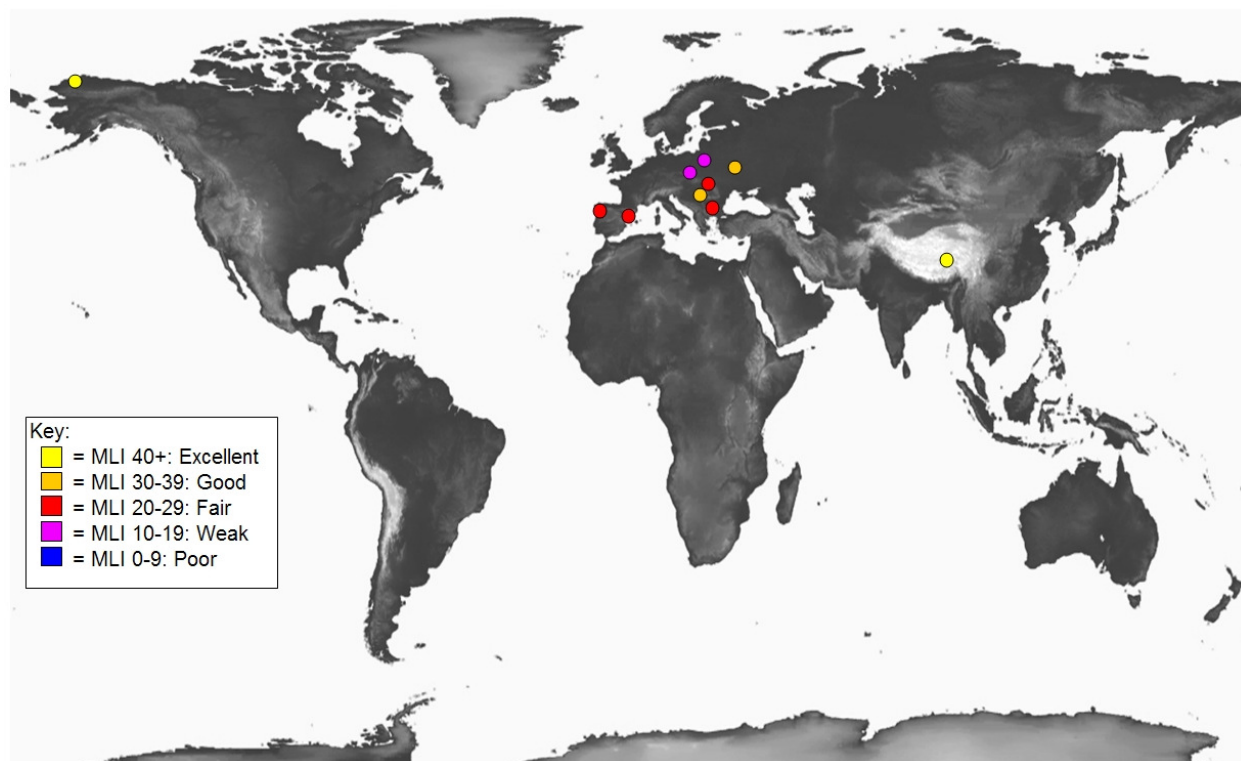 Key:
= MLI 40+: Excellent
= MLI 30-39: Good
= MLI 20-29: Fair
= MLI 10-19: Weak
= MLI 0-9: Poor